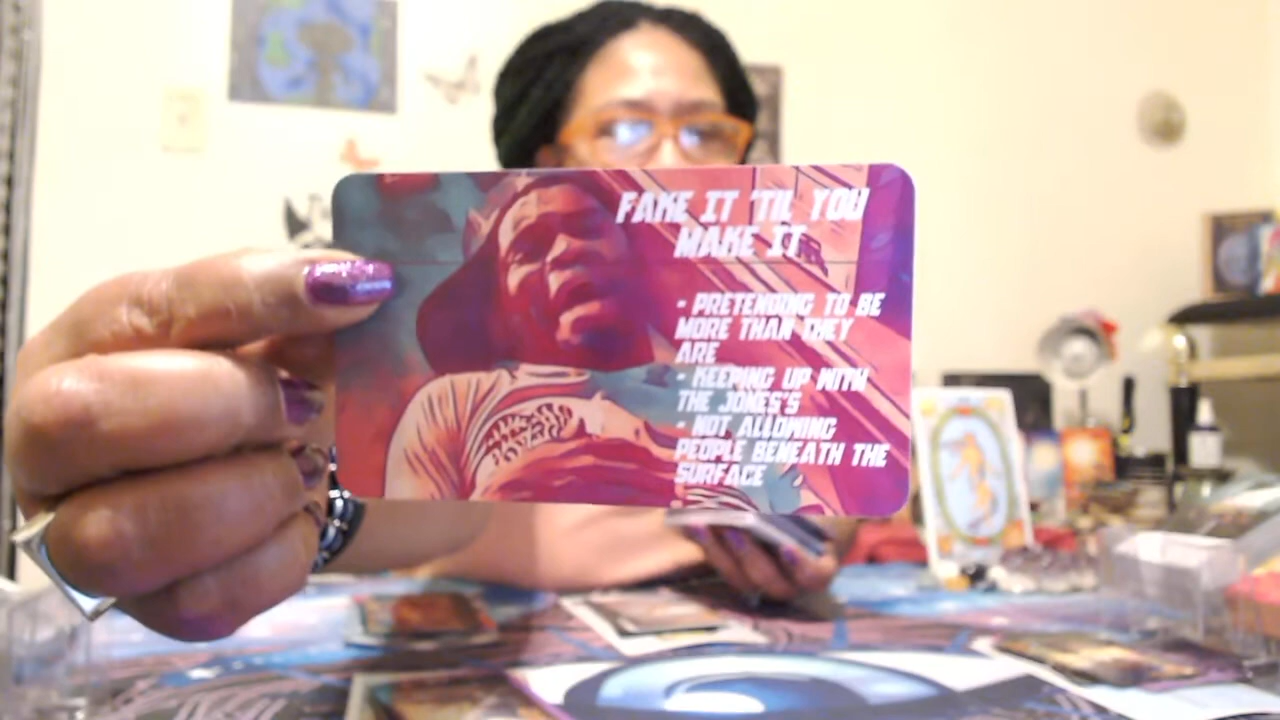 FAKE IT 'TIL YOU
MAKE IT
- PRETENDING TO BE
MORE THAN THEY
ARE
- KEEPING UP WITH
THE JONES'S
- NOT ALLOWING
PEOPLE BENEATH THE
SURFACE